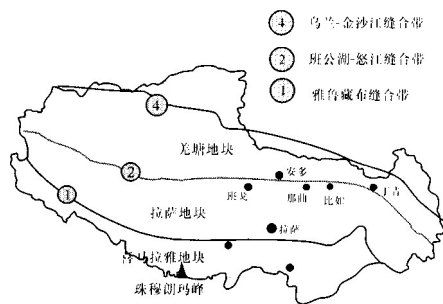 ④ 乌兰-金沙江缝合带
② 班公湖-怒江缝合带
① 雅鲁藏布缝合带
④
羌塘地块
②
安多
班戈
那曲
比如
丁青
①
拉萨地块
拉萨
喜马拉雅地块
珠穆朗玛峰